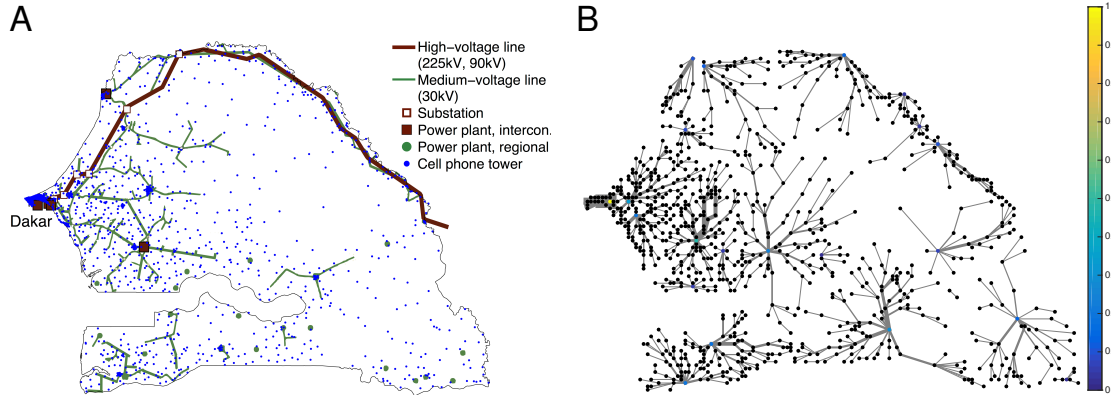 A
High−voltage line
(225kV, 90kV)
Medium−voltage line
(30kV)
Substation
Power plant, intercon.
Power plant, regional
Cell phone tower
Dakar
B
1
0
0
0
0
0
0
0
0
0
0